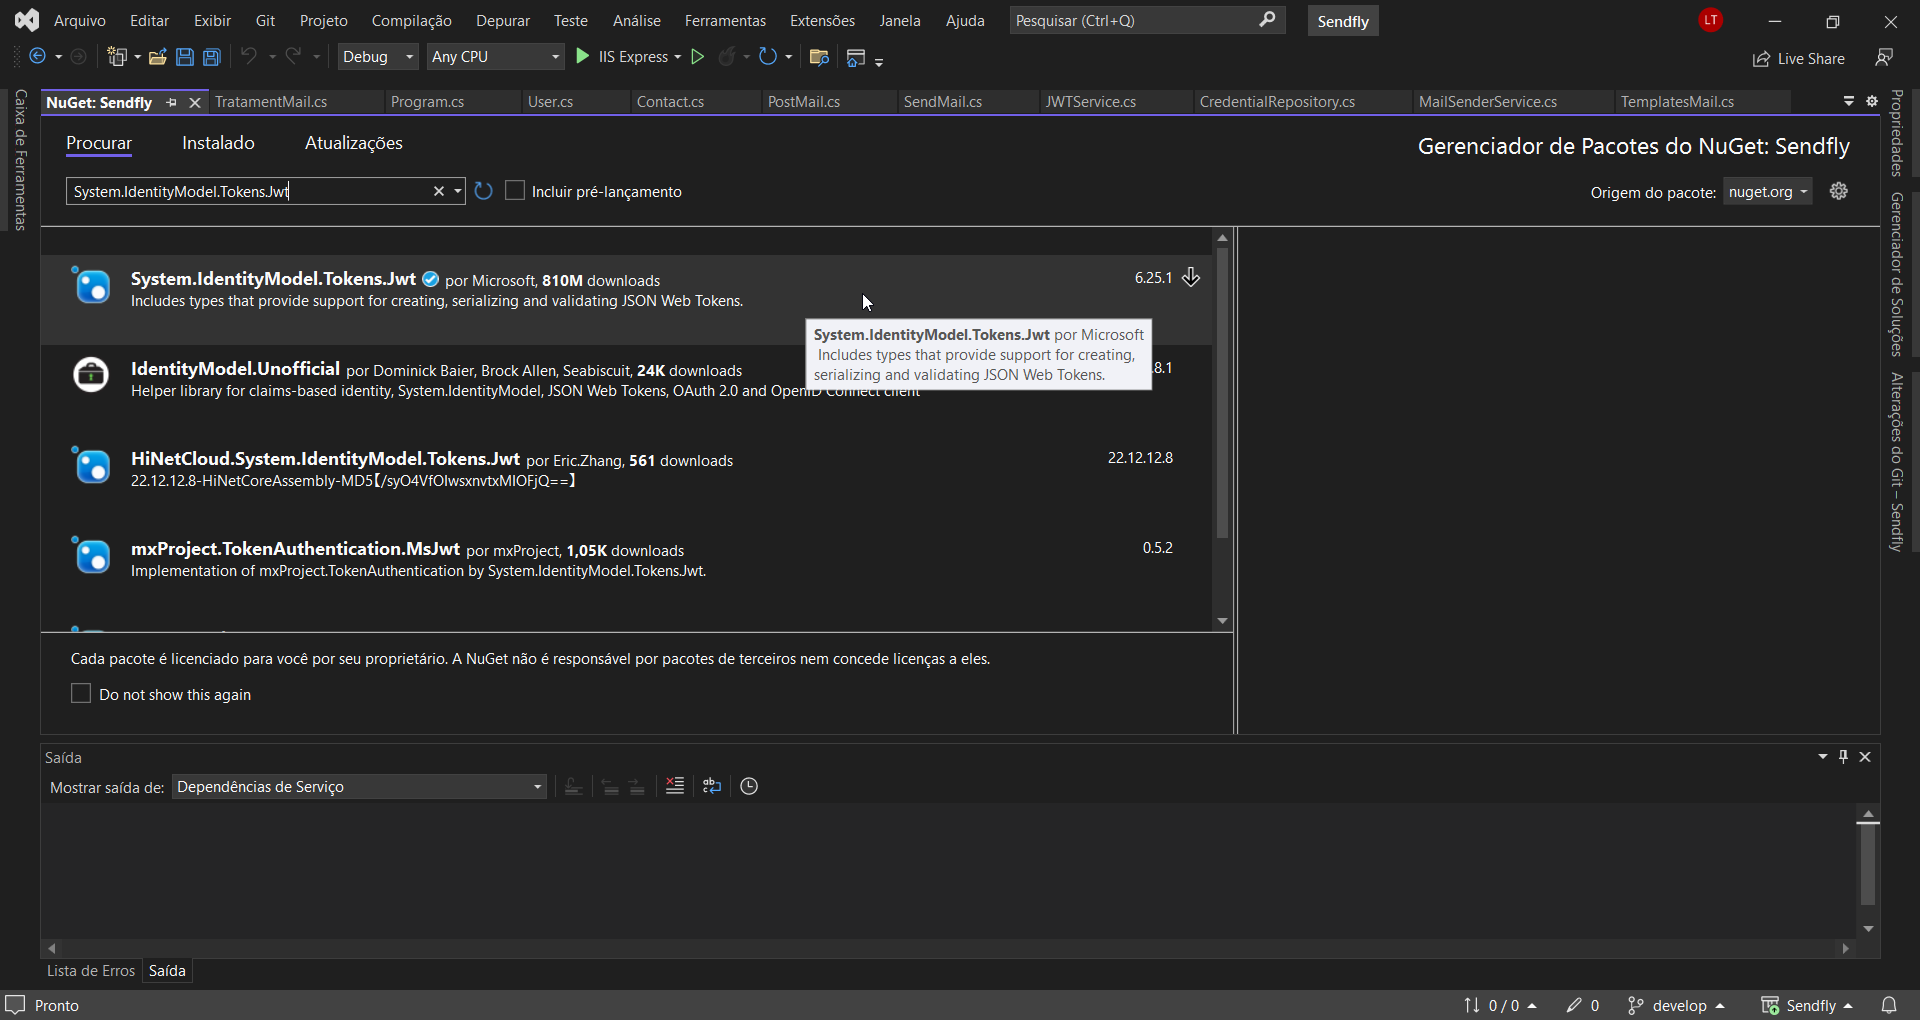 Arquivo Editar Exibir Git Projeto Compilação Depurar Teste Análise Ferramentas Extensões Janela Ajuda Pesquisar (Ctrl+Q) Sendfly LT
Debug Any CPU IIS Express Live Share
NuGet: Sendfly TratamentMail.cs Program.cs User.cs Contact.cs PostMail.cs SendMail.cs JWTService.cs CredentialRepository.cs MailSenderService.cs TemplatesMail.cs
Caixa de Ferramentas
Procurar Instalado Atualizações
Gerenciador de Pacotes do NuGet: Sendfly
System.IdentityModel.Tokens.Jwt Incluir pré-lançamento
Origem do pacote: nuget.org
System.IdentityModel.Tokens.Jwt por Microsoft, 810M downloads 6.25.1
Includes types that provide support for creating, serializing and validating JSON Web Tokens.
System.IdentityModel.Tokens.Jwt por Microsoft
Includes types that provide support for creating,
serializing and validating JSON Web Tokens.
IdentityModel.Unofficial por Dominick Baier, Brock Allen, Seabiscuit, 24K downloads .8.1
Helper library for claims-based identity, System.IdentityModel, JSON Web Tokens, OAuth 2.0 and OpenID Connect client
HiNetCloud.System.IdentityModel.Tokens.Jwt por Eric.Zhang, 561 downloads 22.12.12.8
22.12.12.8-HiNetCoreAssembly-MD5【/syO4VfOlwsxnvtxMIOFjQ==】
mxProject.TokenAuthentication.MsJwt por mxProject, 1,05K downloads 0.5.2
Implementation of mxProject.TokenAuthentication by System.IdentityModel.Tokens.Jwt.
Cada pacote é licenciado para você por seu proprietário. A NuGet não é responsável por pacotes de terceiros nem concede licenças a eles.
Do not show this again
Propriedades
Gerenciador de Soluções
Alterações do Git – Sendfly
Saída
Mostrar saída de: Dependências de Serviço
Lista de Erros Saída
Pronto 0 / 0 0 develop Sendfly